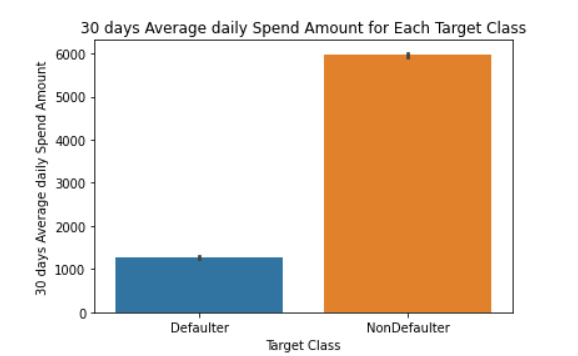 30 days Average daily Spend Amount for Each Target Class
30 days Average daily Spend Amount
6000
5000
4000
3000
2000
1000
0
Defaulter
NonDefaulter
Target Class